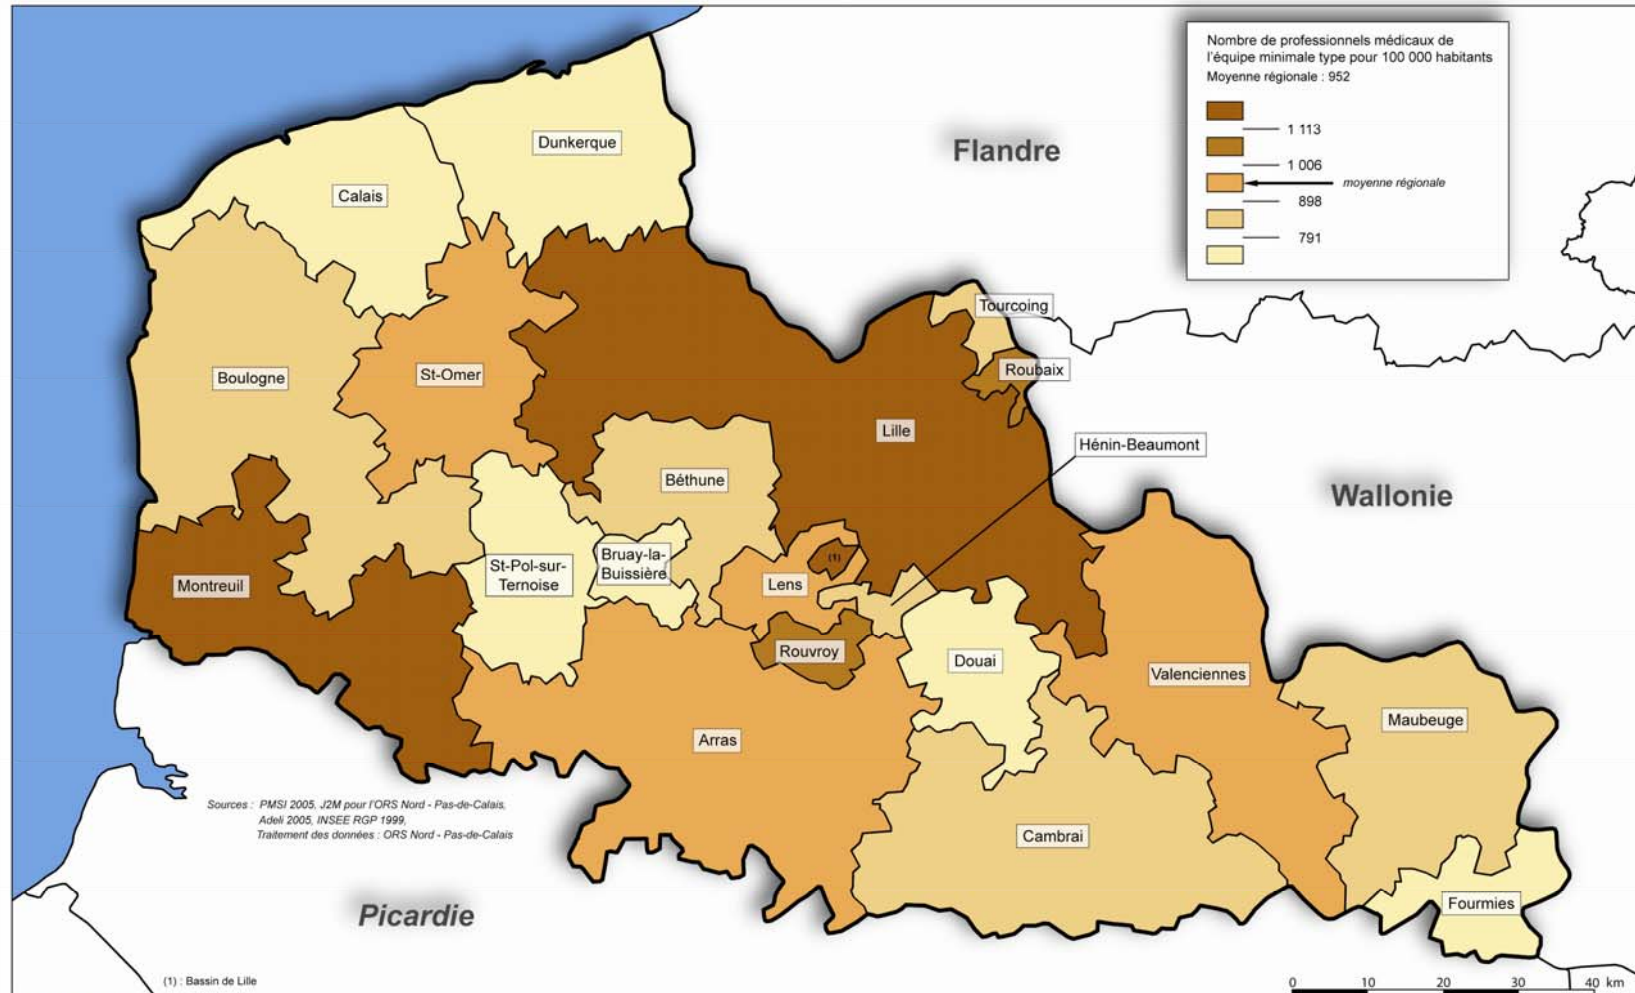 Nombre de professionnels médicaux de
l'équipe minimale type pour 100 000 habitants
Moyenne régionale : 952
1 113
1 006
moyenne régionale
898
791
Flandre
Dunkerque
Calais
Tourcoing
Roubaix
Boulogne
St-Omer
Lille
Hénin-Beaumont
Béthune
Wallonie
Bruay-la-
Buissière
St-Pol-sur-
Ternoise
(1)
Lens
Montreuil
Rouvroy
Douai
Valenciennes
Maubeuge
Arras
Sources : PMSI 2005, J2M pour l'ORS Nord - Pas-de-Calais,
Adeli 2005, INSEE RGP 1999,
Traitement des données : ORS Nord - Pas-de-Calais
Cambrai
Fourmies
Picardie
(1) : Bassin de Lille
0 10 20 30 40 km